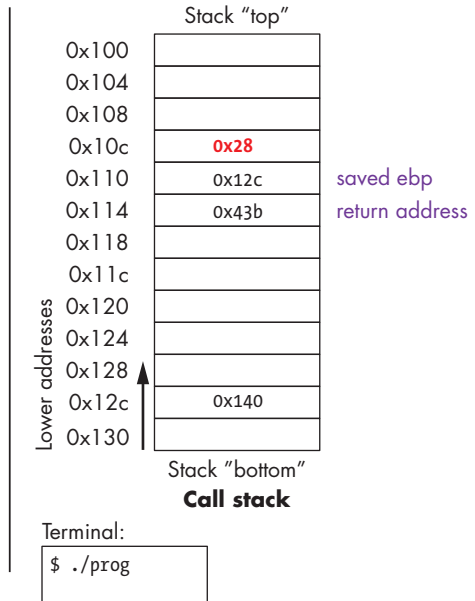 Stack “top”
0x100
0x104
0x108
0x10c 0x28
0x110 0x12c saved ebp
0x114 0x43b return address
0x118
0x11c
0x120
0x124
0x128
0x12c 0x140
0x130
Lower addresses
Stack “bottom”
Call stack
Terminal:
$ ./prog